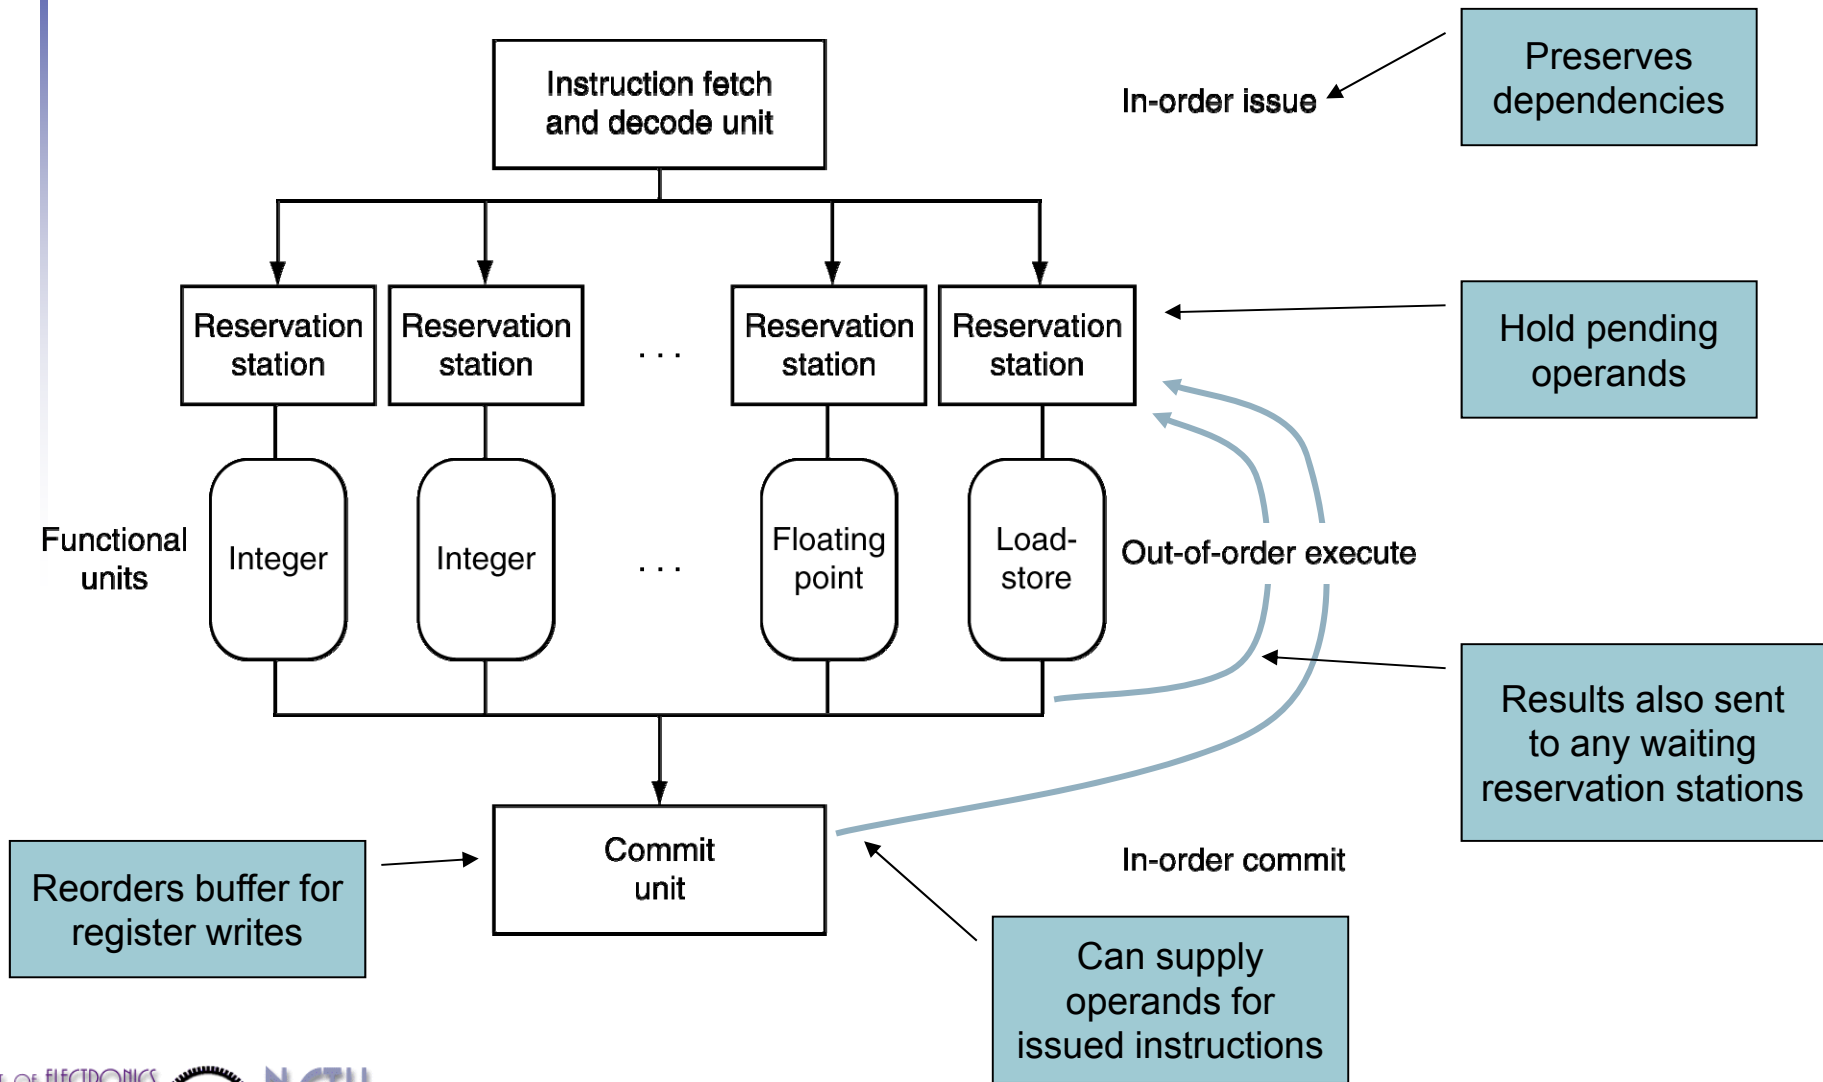 Preserves
dependencies
Instruction fetch
and decode unit
In-order issue
Reservation
station
Reservation
station
. . .
Reservation
station
Reservation
station
Hold pending
operands
Functional
units
Integer
Integer
. . .
Floating
point
Load-
store
Out-of-order execute
Results also sent
to any waiting
reservation stations
Commit
unit
In-order commit
Reorders buffer for
register writes
Can supply
operands for
issued instructions
OF ELECTRONICS